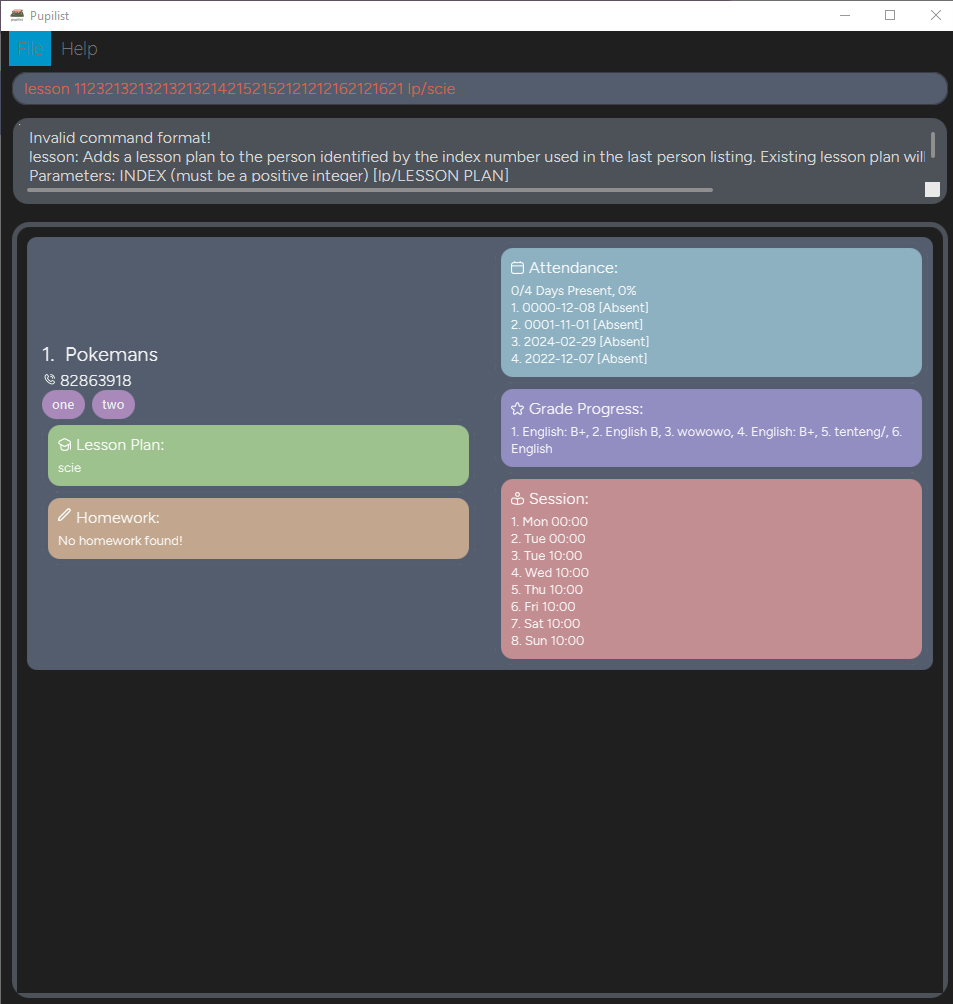 Pupilist
File Help
lesson 11232132132132132142152152121212162121621 lp/scie
Invalid command format!
lesson: Adds a lesson plan to the person identified by the index number used in the last person listing. Existing lesson plan will
Parameters: INDEX (must be a positive integer) [lp/LESSON PLAN]
1. Pokemans
82863918
one two
Lesson Plan:
scie
Homework:
No homework found!
Attendance:
0/4 Days Present, 0%
1. 0000-12-08 [Absent]
2. 0001-11-01 [Absent]
3. 2024-02-29 [Absent]
4. 2022-12-07 [Absent]
Grade Progress:
1. English: B+, 2. English B, 3. wowowo, 4. English: B+, 5. tenteng/, 6.
English
Session:
1. Mon 00:00
2. Tue 00:00
3. Tue 10:00
4. Wed 10:00
5. Thu 10:00
6. Fri 10:00
7. Sat 10:00
8. Sun 10:00